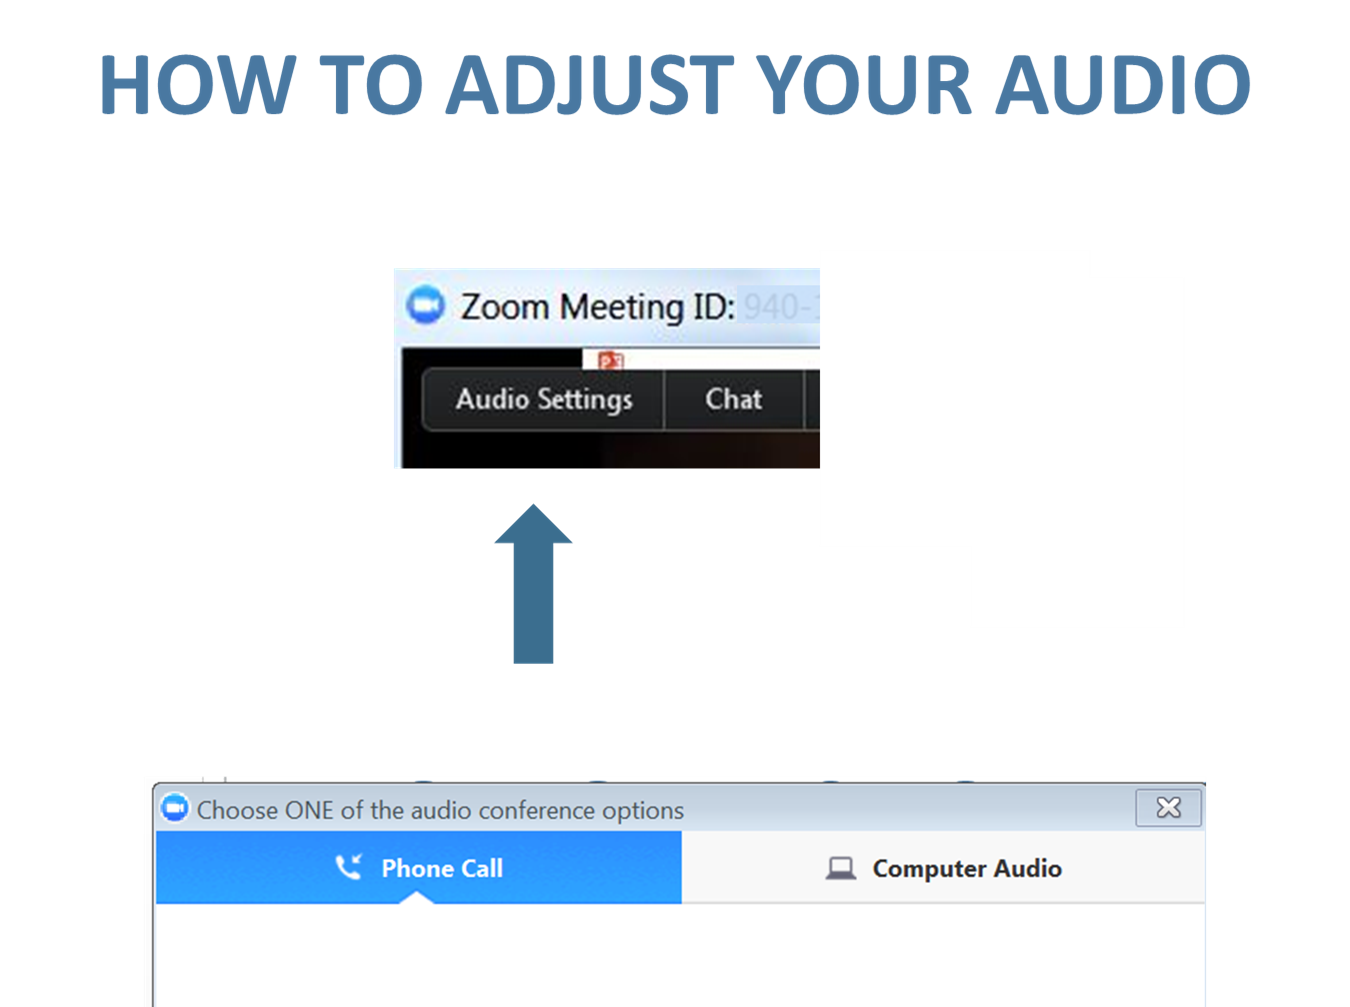 HOW TO ADJUST YOUR AUDIO
Zoom Meeting ID: 940-
Audio Settings Chat
Choose ONE of the audio conference options
Phone Call Computer Audio